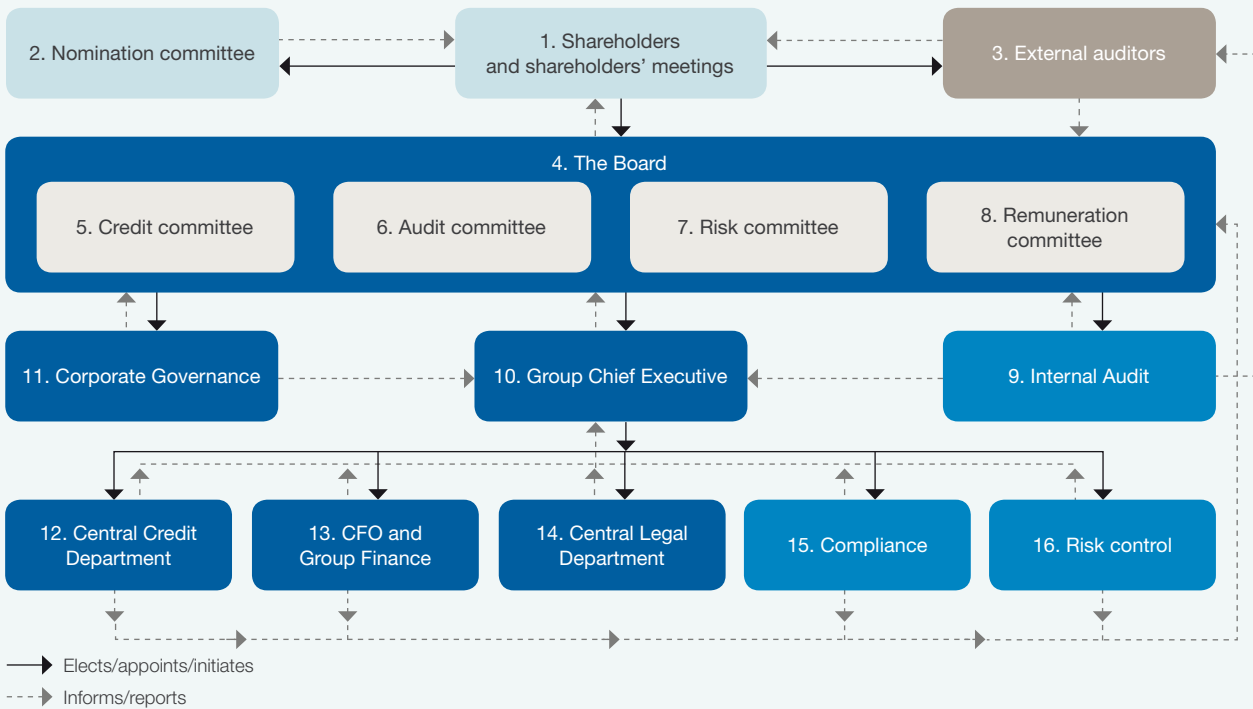 2. Nomination committee
1. Shareholders
and shareholders’ meetings
3. External auditors
4. The Board
5. Credit committee
6. Audit committee
7. Risk committee
8. Remuneration
committee
11. Corporate Governance
10. Group Chief Executive
9. Internal Audit
12. Central Credit
Department
13. CFO and
Group Finance
14. Central Legal
Department
15. Compliance
16. Risk control
Elects/appoints/initiates
Informs/reports